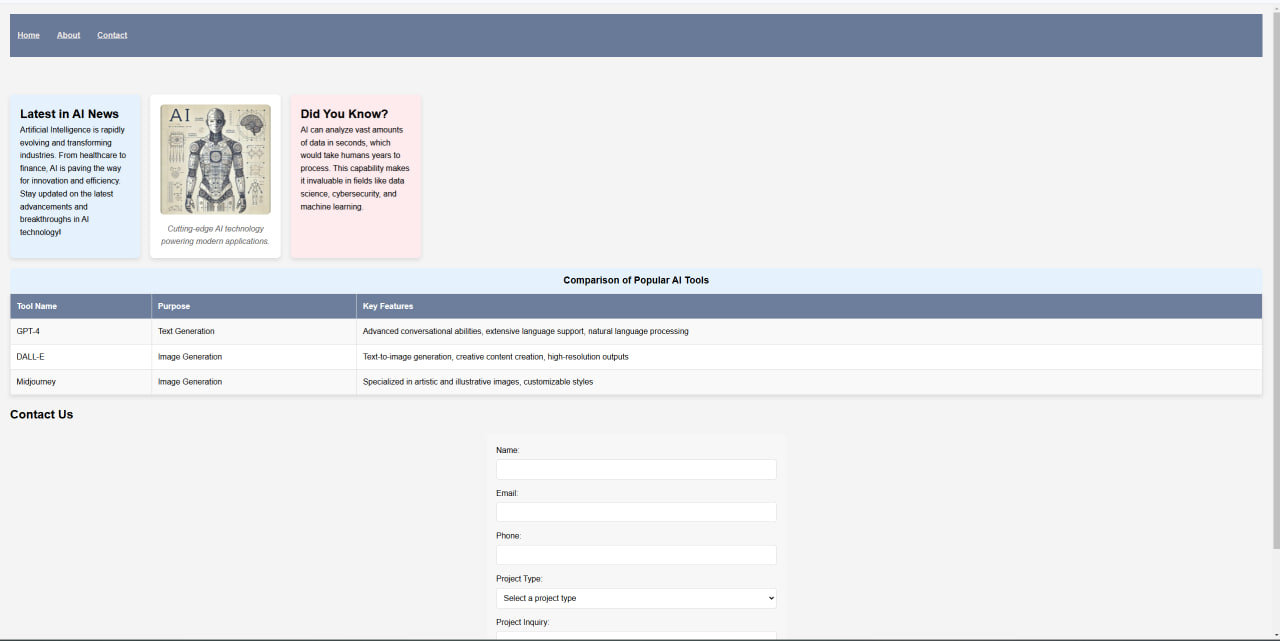 Home About Contact
Latest in AI News
Artificial Intelligence is rapidly
evolving and transforming
industries. From healthcare to
finance, AI is paving the way
for innovation and efficiency.
Stay updated on the latest
advancements and
breakthroughs in AI
technology!
AI
Cutting-edge AI technology
powering modern applications.
Did You Know?
AI can analyze vast amounts
of data in seconds, which
would take humans years to
process. This capability makes
it invaluable in fields like data
science, cybersecurity, and
machine learning.
Comparison of Popular AI Tools
Tool Name Purpose Key Features
GPT-4 Text Generation Advanced conversational abilities, extensive language support, natural language processing
DALL-E Image Generation Text-to-image generation, creative content creation, high-resolution outputs
Midjourney Image Generation Specialized in artistic and illustrative images, customizable styles
Contact Us
Name:
Email:
Phone:
Project Type:
Select a project type
Project Inquiry: